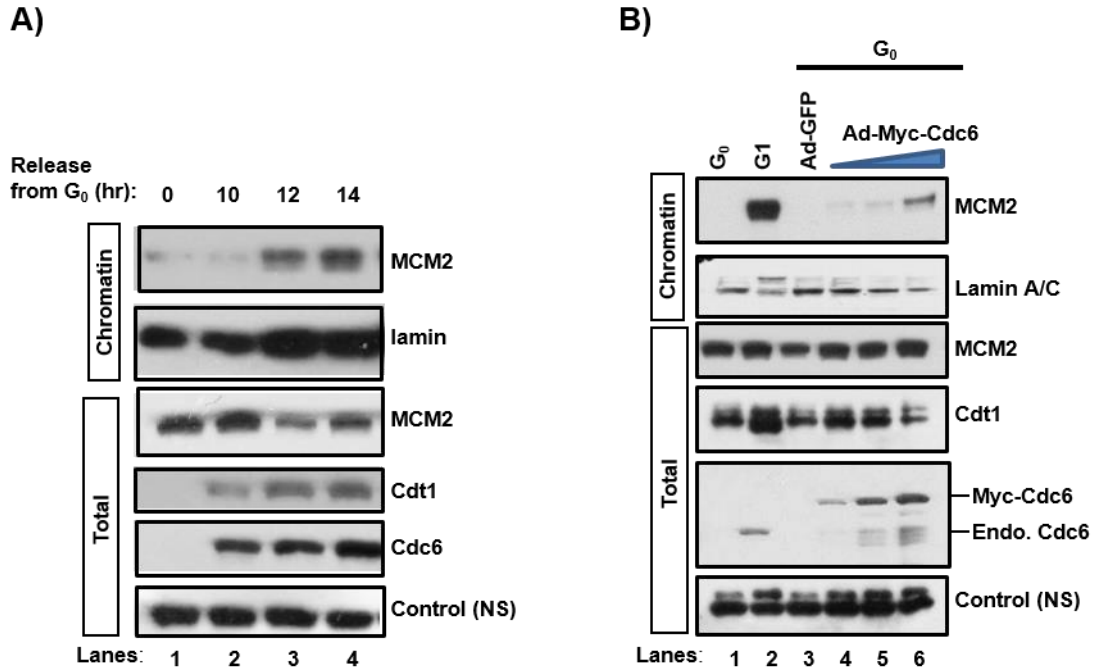 A)
Release
from G₀ (hr): 0 10 12 14
Chromatin
MCM2
lamin
Total
MCM2
Cdt1
Cdc6
Control (NS)
Lanes: 1 2 3 4
B)
G₀
G₀ G1 Ad-GFP Ad-Myc-Cdc6
Chromatin
MCM2
Lamin A/C
Total
MCM2
Cdt1
Myc-Cdc6
Endo. Cdc6
Control (NS)
Lanes: 1 2 3 4 5 6